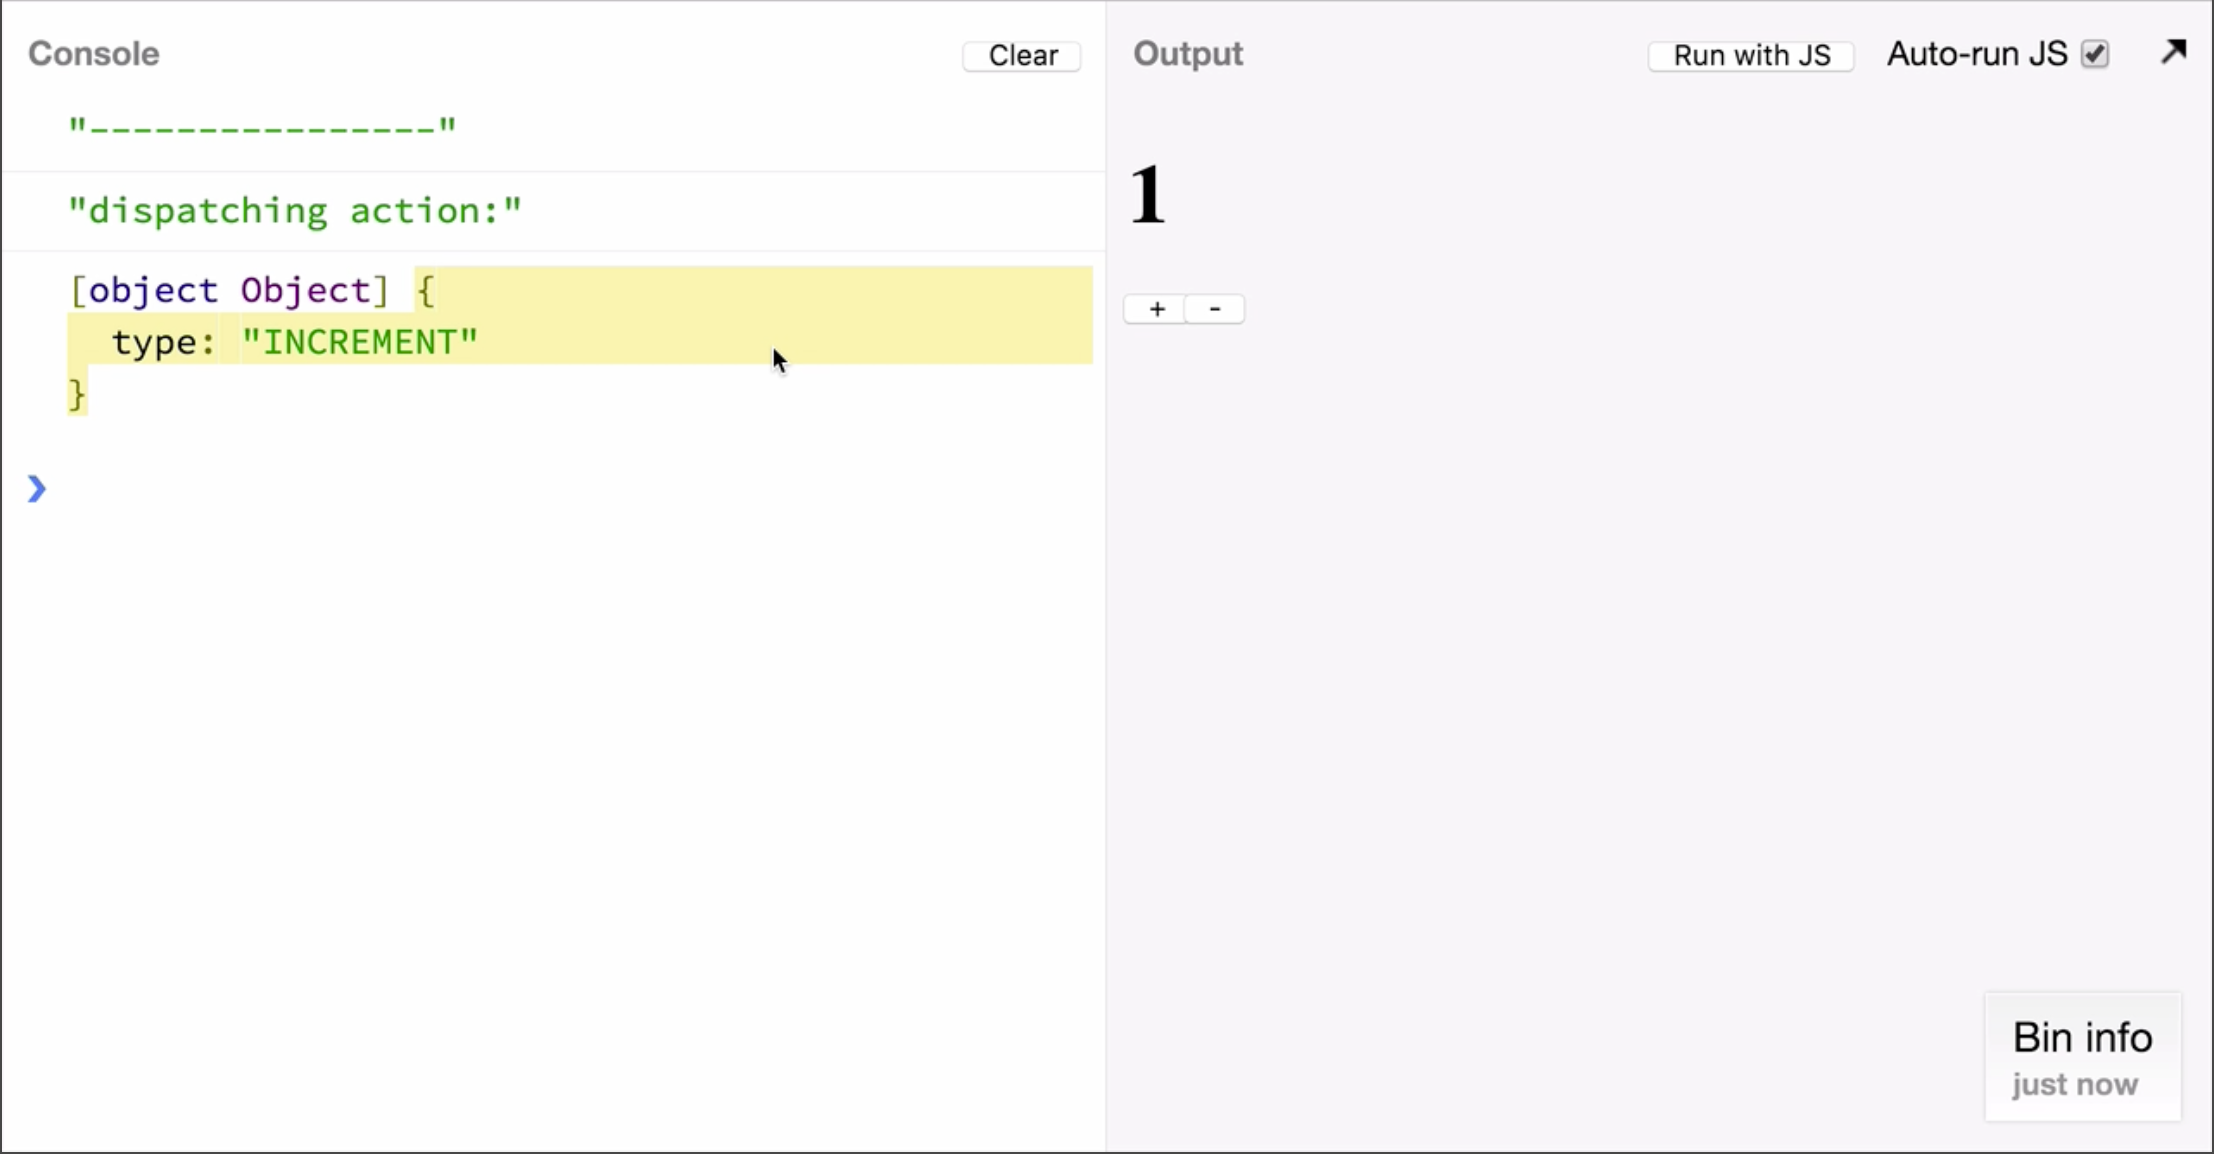 Console Clear
"----------------"
"dispatching action:"
[object Object] {
  type: "INCREMENT"
}
❯
Output Run with JS Auto-run JS
1
+ -
Bin info
just now